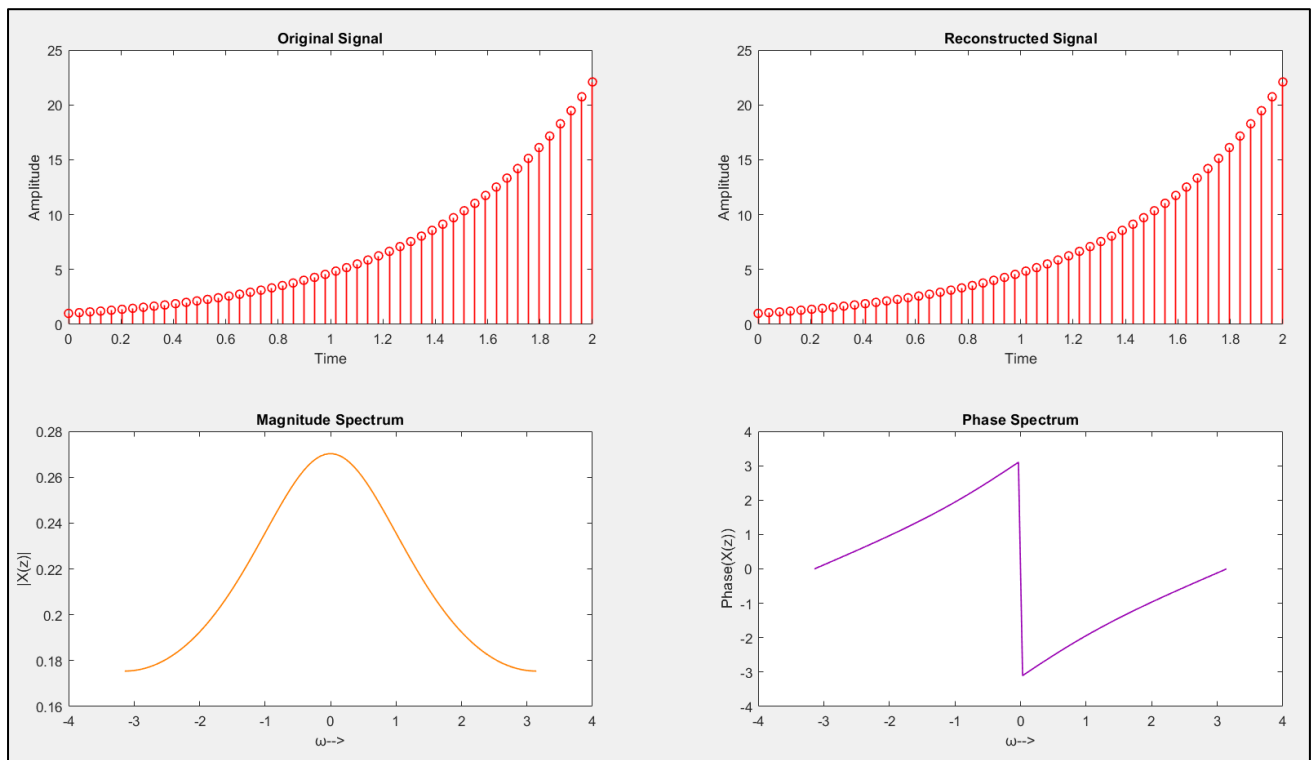 Original Signal
25
20
15
10
5
0
Amplitude
0 0.2 0.4 0.6 0.8 1 1.2 1.4 1.6 1.8 2
Time
Reconstructed Signal
25
20
15
10
5
0
Amplitude
0 0.2 0.4 0.6 0.8 1 1.2 1.4 1.6 1.8 2
Time
Magnitude Spectrum
0.28
0.26
0.24
0.22
0.2
0.18
0.16
|X(z)|
-4 -3 -2 -1 0 1 2 3 4
ω-->
Phase Spectrum
4
3
2
1
0
-1
-2
-3
-4
Phase(X(z))
-4 -3 -2 -1 0 1 2 3 4
ω-->